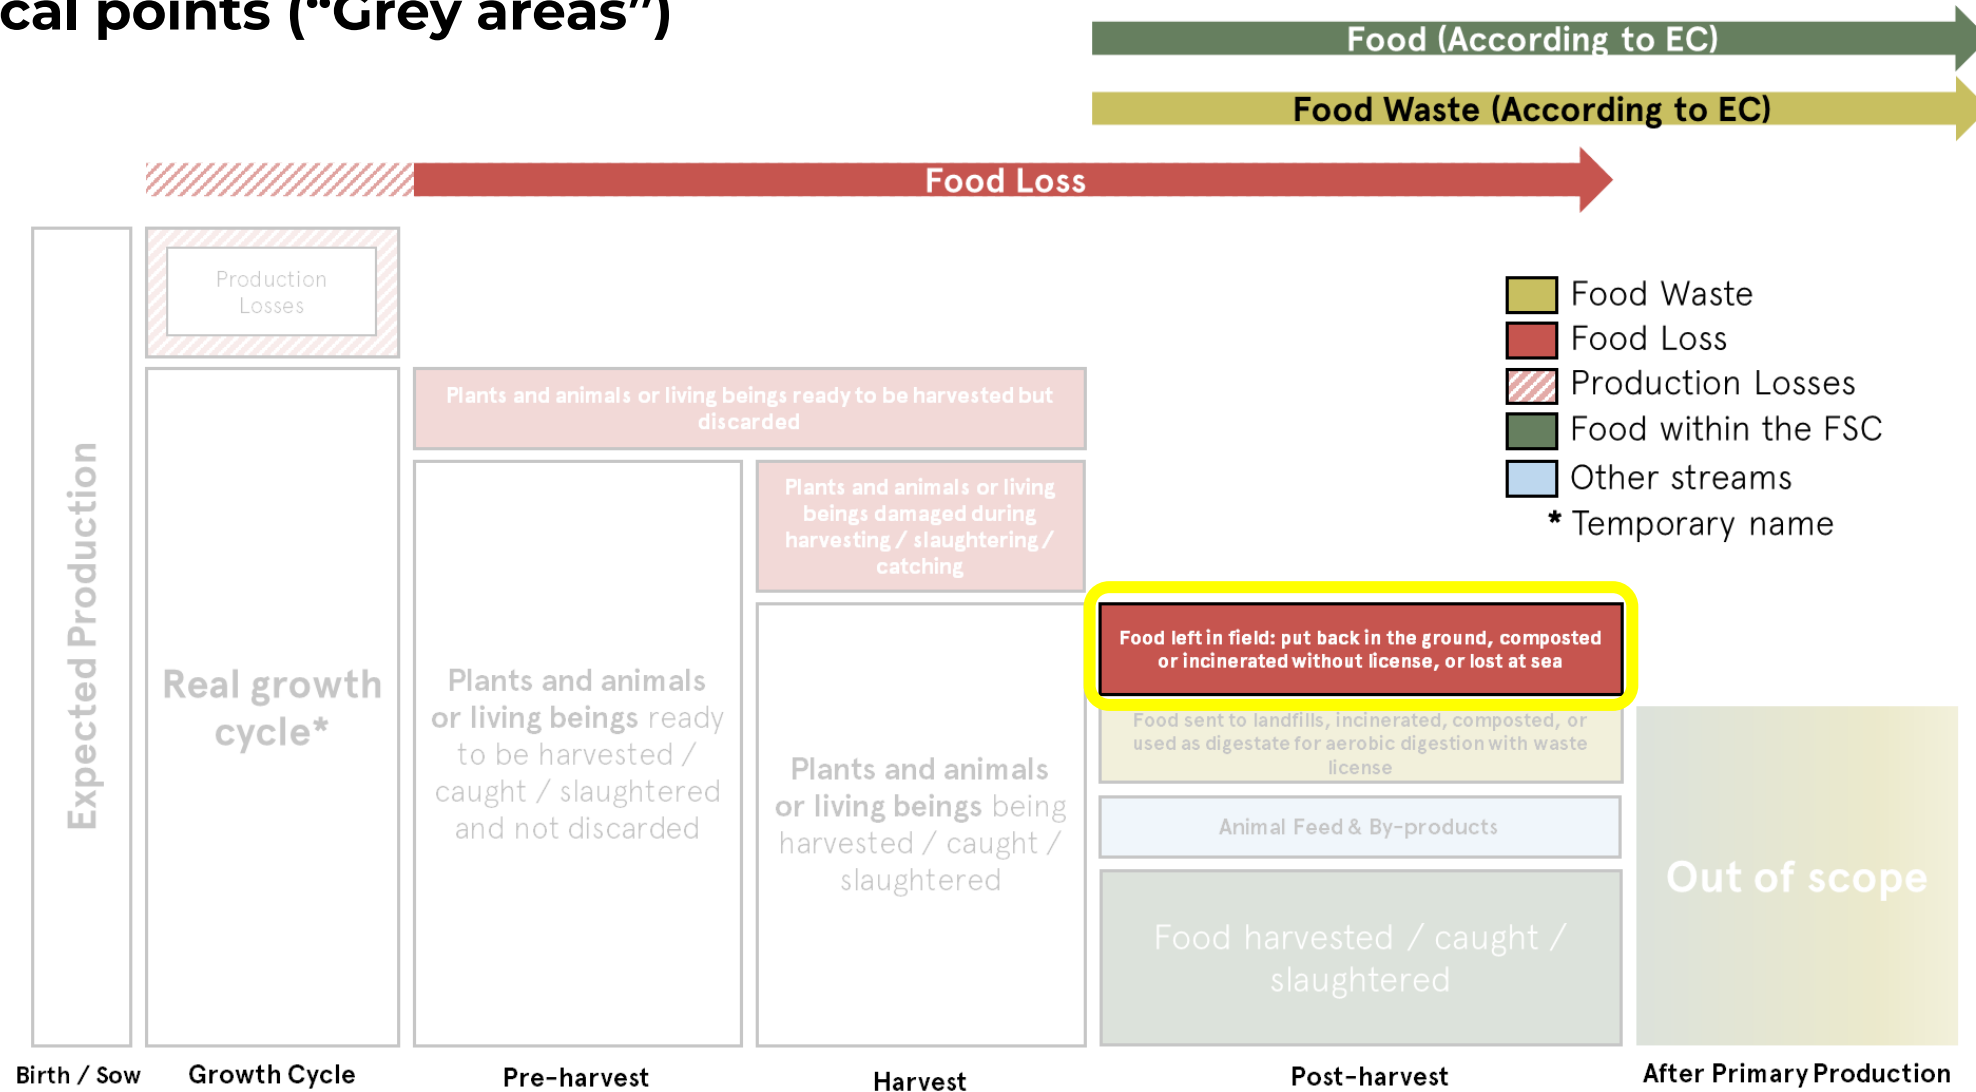 cal points (“Grey areas”)
Food (According to EC)
Food Waste (According to EC)
Food Loss
Production
Losses
Food Waste
Food Loss
Production Losses
Food within the FSC
Other streams
* Temporary name
Plants and animals or living beings ready to be harvested but
discarded
Plants and animals or living
beings damaged during
harvesting / slaughtering /
catching
Expected Production
Real growth
cycle*
Plants and animals
or living beings ready
to be harvested /
caught / slaughtered
and not discarded
Plants and animals
or living beings being
harvested / caught /
slaughtered
Food left in field: put back in the ground, composted
or incinerated without license, or lost at sea
Food sent to landfills, incinerated, composted, or
used as digestate for aerobic digestion with waste
license
Animal Feed & By-products
Food harvested / caught /
slaughtered
Out of scope
Birth / Sow
Growth Cycle
Pre-harvest
Harvest
Post-harvest
After Primary Production